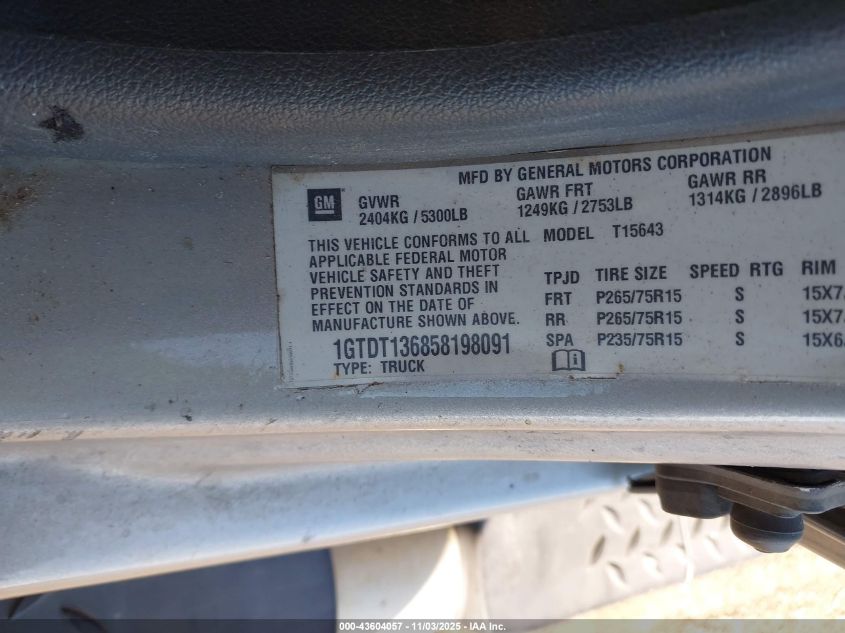 MFD BY GENERAL MOTORS CORPORATION
GM
GVWR GAWR FRT GAWR RR
2404KG / 5300LB 1249KG / 2753LB 1314KG / 2896LB
THIS VEHICLE CONFORMS TO ALL
APPLICABLE FEDERAL MOTOR
VEHICLE SAFETY AND THEFT
PREVENTION STANDARDS IN
EFFECT ON THE DATE OF
MANUFACTURE SHOWN ABOVE.
1GTDT136858198091
TYPE: TRUCK
MODEL T15643
TPJD TIRE SIZE SPEED RTG RIM
FRT P265/75R15 S 15X7
RR P265/75R15 S 15X7
SPA P235/75R15 S 15X6
000-43604057 - 11/03/2025 - IAA Inc.